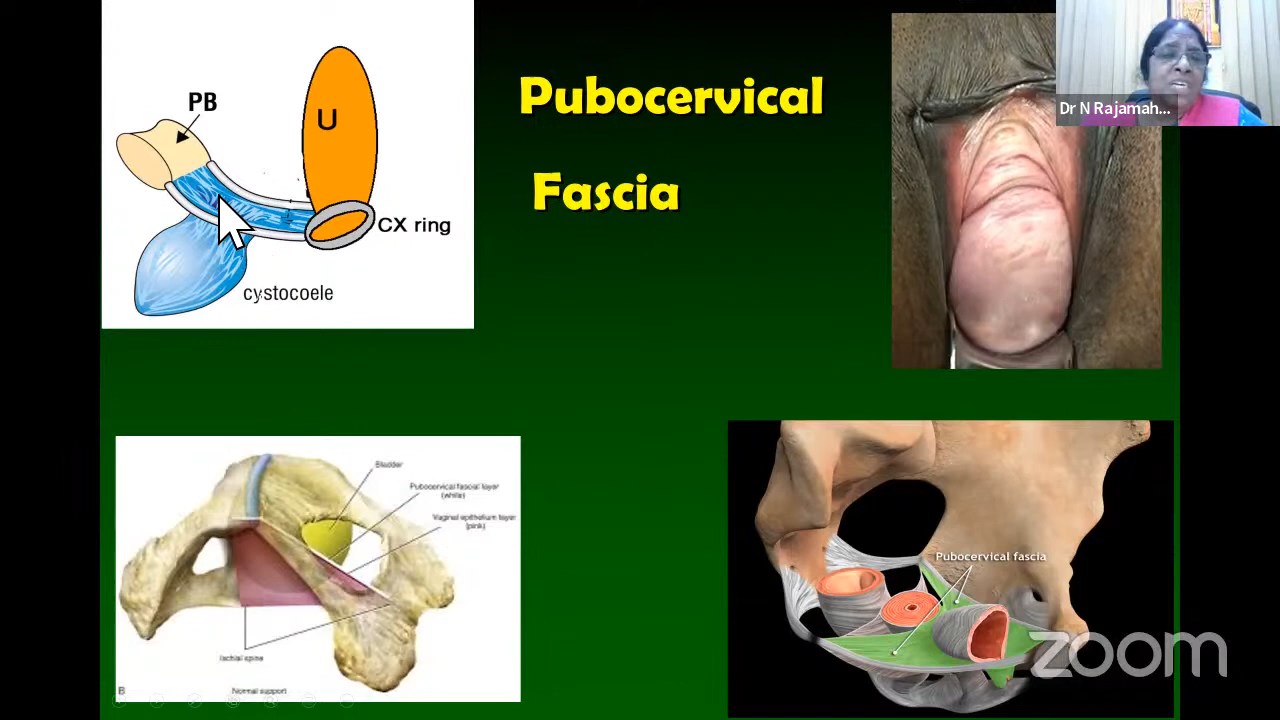 PB
U
CX ring
cystocoele
Pubocervical
Fascia
Dr N Rajamah...
Bladder
Pubocervical fascial layer
(white)
Vaginal epithelium layer
(pink)
Ischial spine
B
Normal support
Pubocervical fascia
zoom